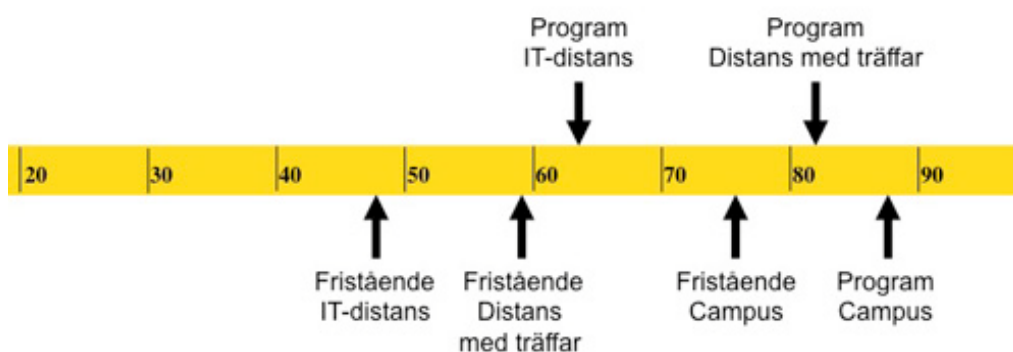 Program
IT-distans
Program
Distans med träffar
20 30 40 50 60 70 80 90
Fristående
IT-distans
Fristående
Distans
med träffar
Fristående
Campus
Program
Campus